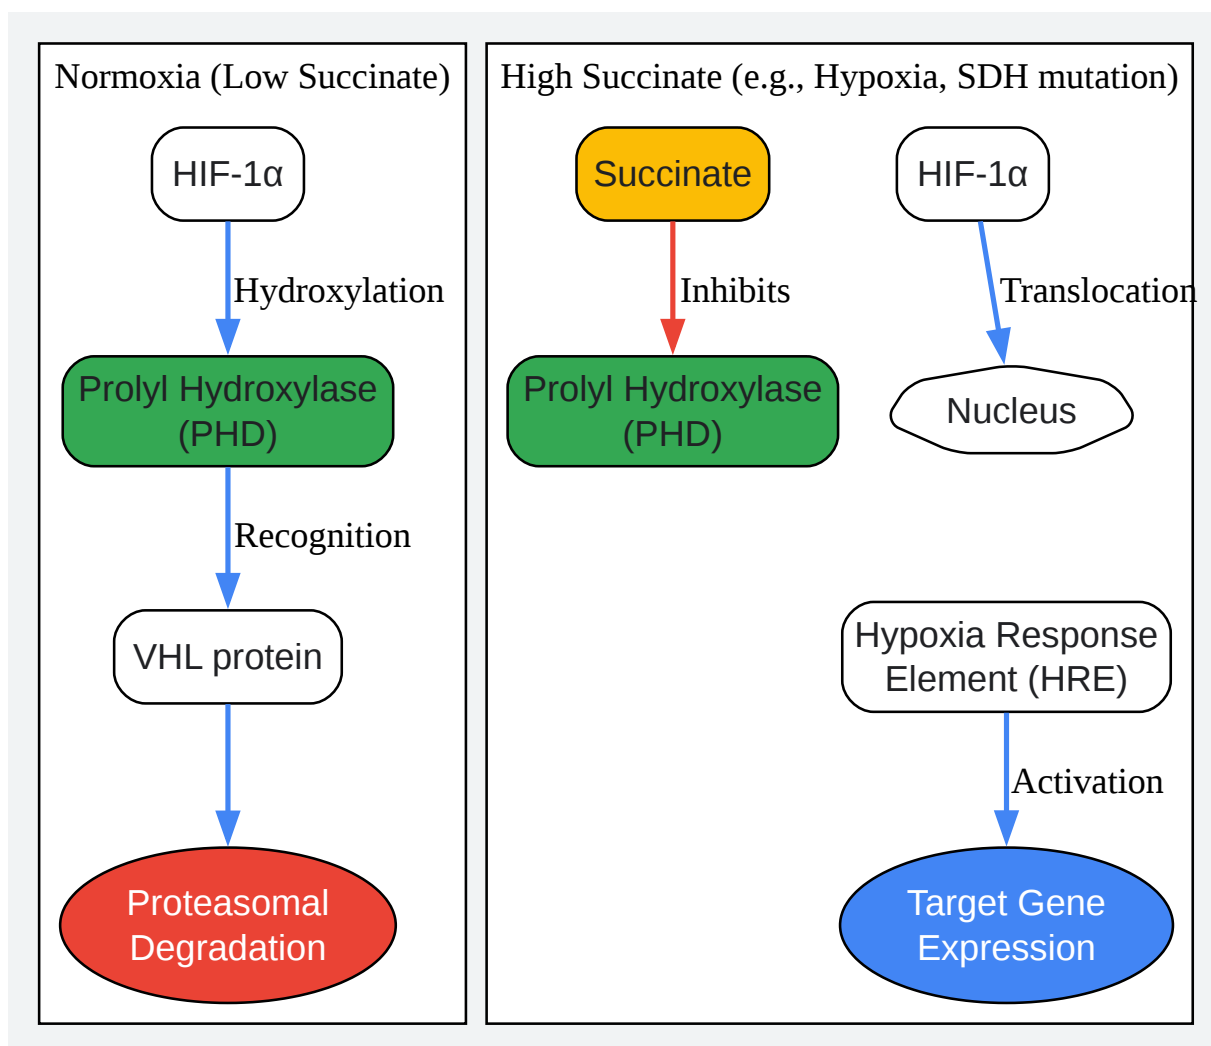 Normoxia (Low Succinate)
HIF-1α
Hydroxylation
Prolyl Hydroxylase
(PHD)
Recognition
VHL protein
Proteasomal
Degradation
High Succinate (e.g., Hypoxia, SDH mutation)
Succinate
Inhibits
Prolyl Hydroxylase
(PHD)
HIF-1α
Translocation
Nucleus
Hypoxia Response
Element (HRE)
Activation
Target Gene
Expression